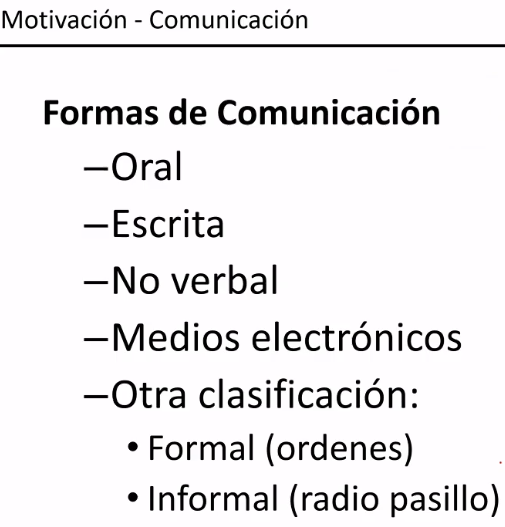 Motivación - Comunicación
Formas de Comunicación
–Oral
–Escrita
–No verbal
–Medios electrónicos
–Otra clasificación:
• Formal (ordenes)
• Informal (radio pasillo)